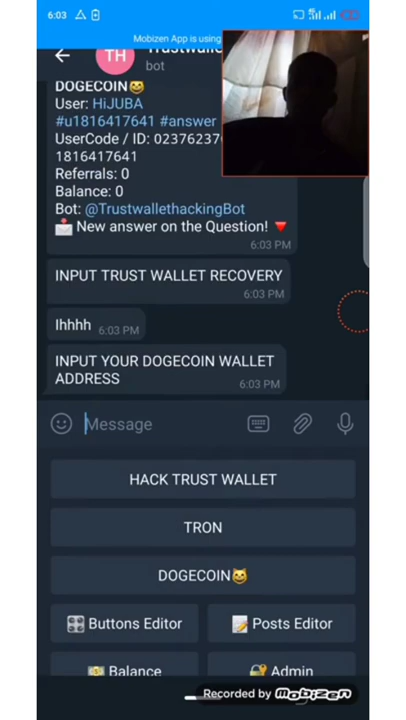 6:03
Mobizen App is using
TH
bot
DOGECOIN😸
User: HiJUBA
#u1816417641 #answer
UserCode / ID: 02376237
1816417641
Referrals: 0
Balance: 0
Bot: @TrustwallethackingBot
📩 New answer on the Question! 🔻
6:03 PM
INPUT TRUST WALLET RECOVERY
6:03 PM
Ihhhh 6:03 PM
INPUT YOUR DOGECOIN WALLET
ADDRESS
6:03 PM
Message
HACK TRUST WALLET
TRON
DOGECOIN😸
🎛 Buttons Editor
📝 Posts Editor
💵 Balance
🔐 Admin
Recorded by mobizen